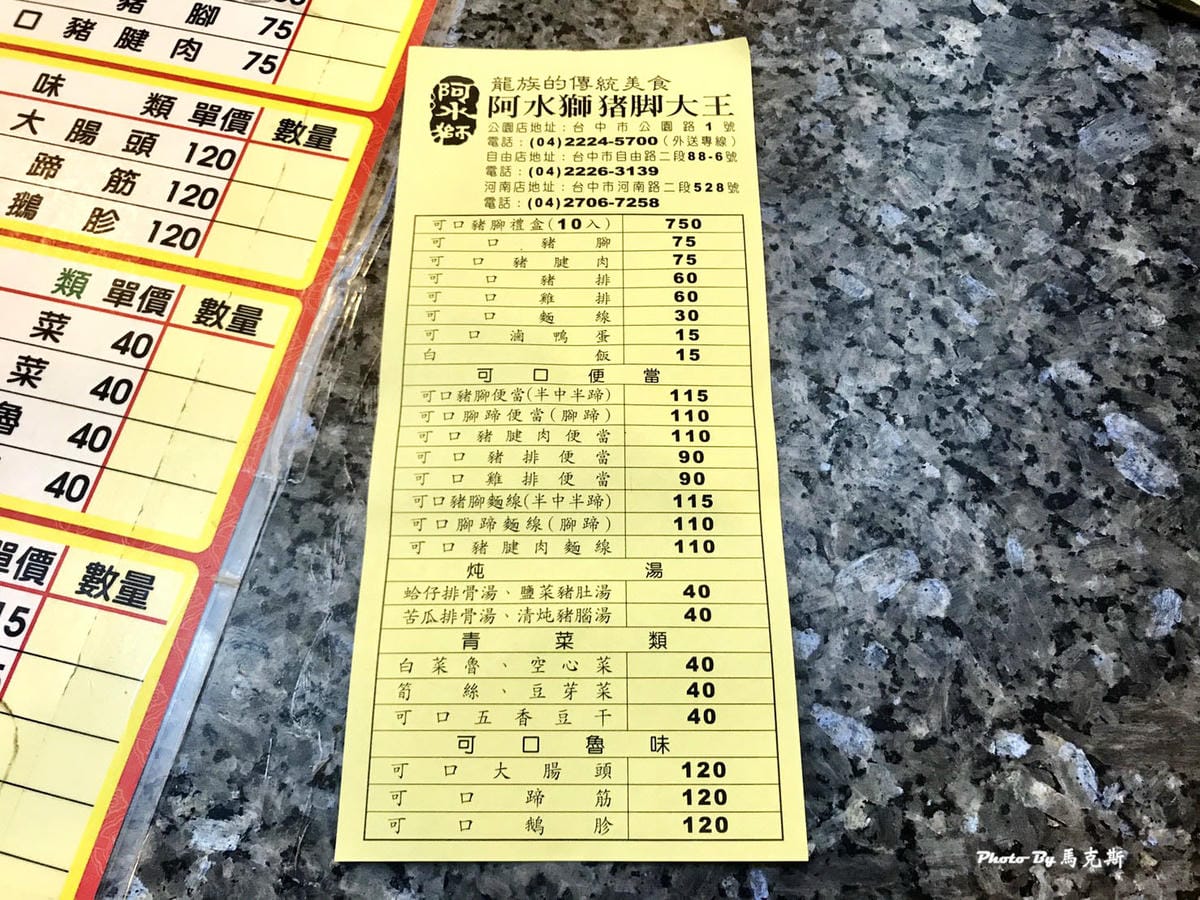 豬腳 75
口豬腱肉 75
味類 單價 數量
大腸頭 120
蹄筋 120
鵝胗 120
類 單價 數量
菜 40
菜 40
魯 40
40
單價 數量
15
阿水獅
龍族的傳統美食
阿水獅豬脚大王
公園店地址:台中市公園路1號
電話:(04)2224-5700(外送專線)
自由店地址:台中市自由路二段88-6號
電話:(04)2226-3139
河南店地址:台中市河南路二段528號
電話:(04)2706-7258
可口豬腳禮盒(10入) 750
可口豬腳 75
可口豬腱肉 75
可口豬排 60
可口雞排 60
可口麵線 30
可口滷鴨蛋 15
白飯 15
可口便當
可口豬腳便當(半中半蹄) 115
可口腳蹄便當(腳蹄) 110
可口豬腱肉便當 110
可口豬排便當 90
可口雞排便當 90
可口豬腳麵線(半中半蹄) 115
可口腳蹄麵線(腳蹄) 110
可口豬腱肉麵線 110
炖湯
蛤仔排骨湯、鹽菜豬肚湯 40
苦瓜排骨湯、清炖豬腦湯 40
青菜類
白菜魯、空心菜 40
筍絲、豆芽菜 40
可口五香豆干 40
可口魯味
可口大腸頭 120
可口蹄筋 120
可口鵝胗 120
Photo By 馬克斯